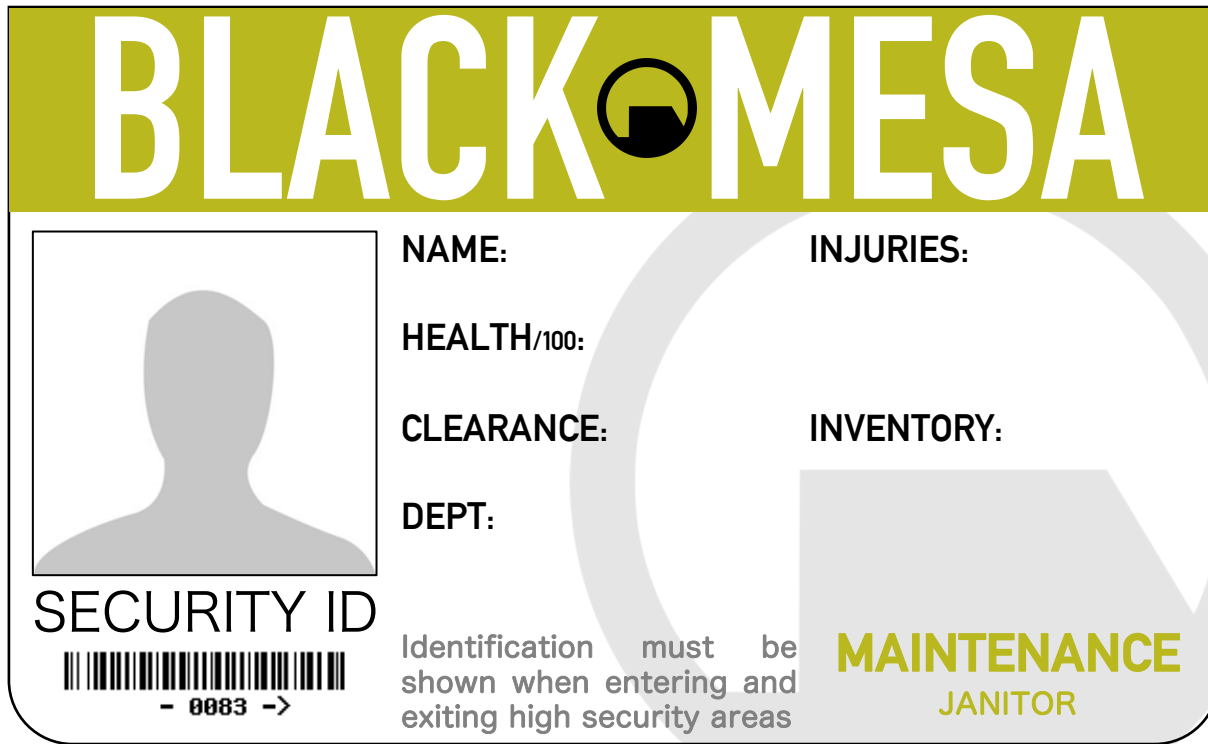 BLACK MESA
NAME:
INJURIES:
HEALTH/100:
CLEARANCE:
INVENTORY:
DEPT:
SECURITY ID
- 0083 ->
Identification must be
shown when entering and
exiting high security areas
MAINTENANCE
JANITOR